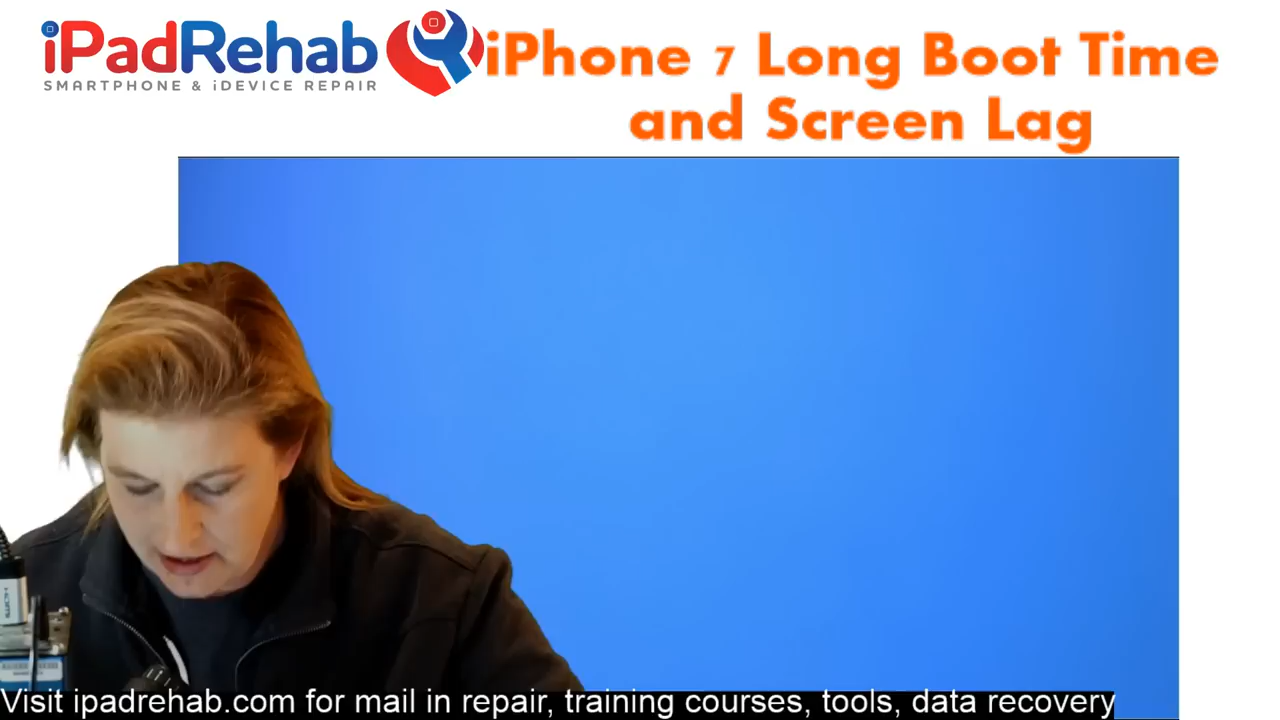 iPadRehab
SMARTPHONE & iDEVICE REPAIR
iPhone 7 Long Boot Time
and Screen Lag
HDMI
Visit ipadrehab.com for mail in repair, training courses, tools, data recovery